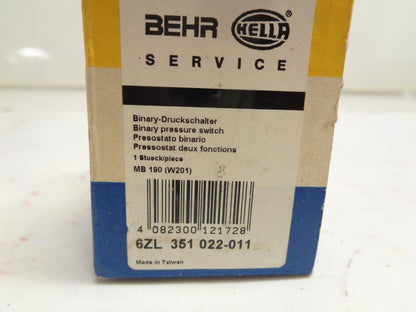 BEHR HELLA
SERVICE
Binary-Druckschalter
Binary pressure switch
Presostato binario
Pressostat deux fonctions
1 Stueck/piece
MB 190 (W201)
4 082300 121728
6ZL 351 022-011
Made in Taiwan